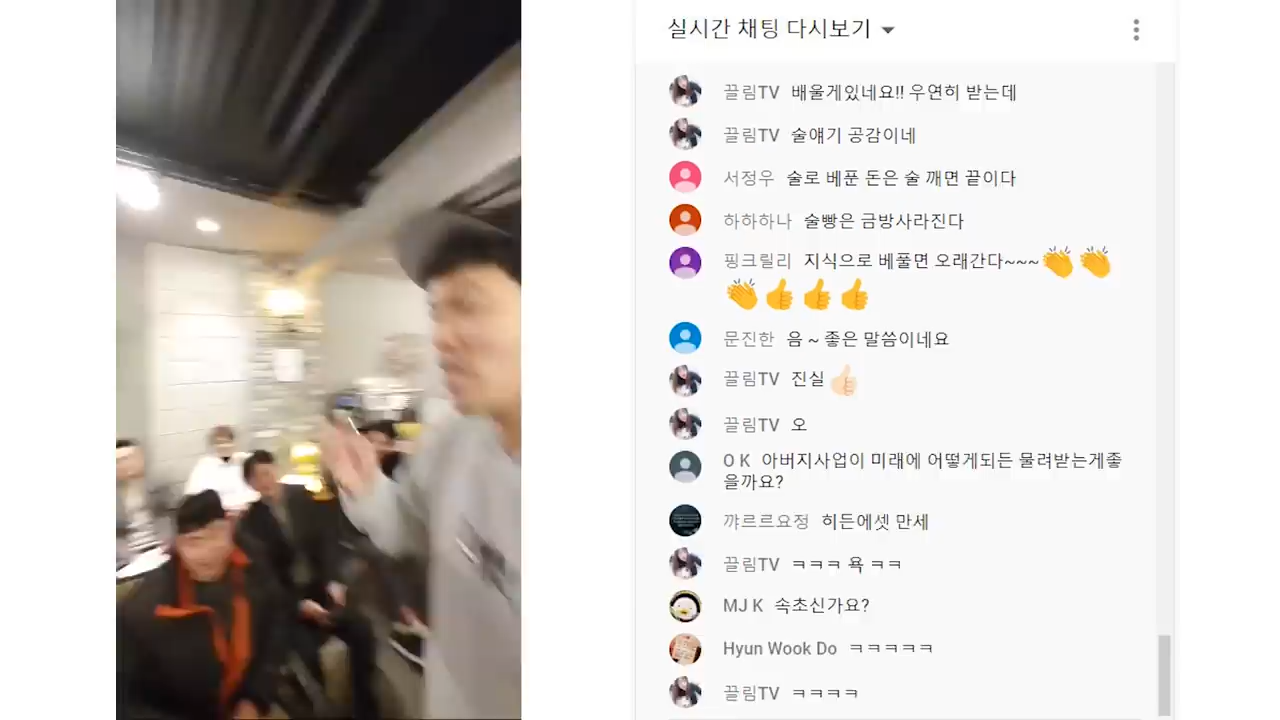 실시간 채팅 다시보기
끌림TV 배울게있네요!! 우연히 받는데
끌림TV 술얘기 공감이네
서정우 술로 베푼 돈은 술 깨면 끝이다
하하하나 술빵은 금방사라진다
핑크릴리 지식으로 베풀면 오래간다~~~👏👏
👏👍👍👍
문진한 음 ~ 좋은 말씀이네요
끌림TV 진실👍🏻
끌림TV 오
O K 아버지사업이 미래에 어떻게되든 물려받는게좋
을까요?
꺄르르요정 히든에셋 만세
끌림TV ㅋㅋㅋ 욕 ㅋㅋ
MJ K 속초신가요?
Hyun Wook Do ㅋㅋㅋㅋㅋ
끌림TV ㅋㅋㅋㅋ